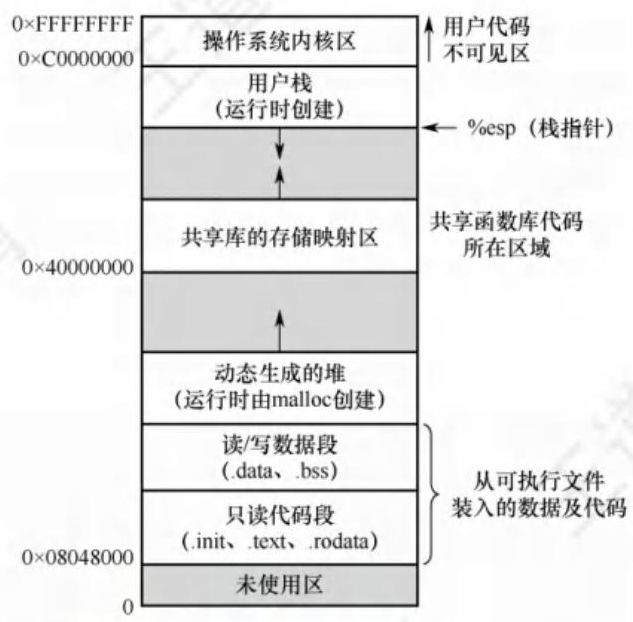 0×FFFFFFFF
操作系统内核区
用户代码
不可见区
0×C0000000
用户栈
(运行时创建)
%esp（栈指针）
共享库的存储映射区
共享函数库代码
所在区域
0×40000000
动态生成的堆
(运行时由malloc创建)
读/写数据段
(.data、.bss)
从可执行文件
装入的数据及代码
只读代码段
(.init、.text、.rodata)
0×08048000
未使用区
0